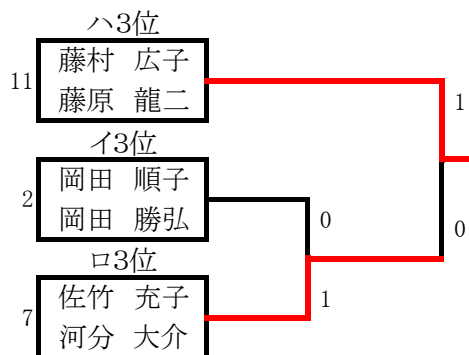 ハ3位
藤村 広子
11
藤原 龍二
1
イ3位
岡田 順子
2
岡田 勝弘
0
0
ロ3位
佐竹 充子
1
7
河分 大介